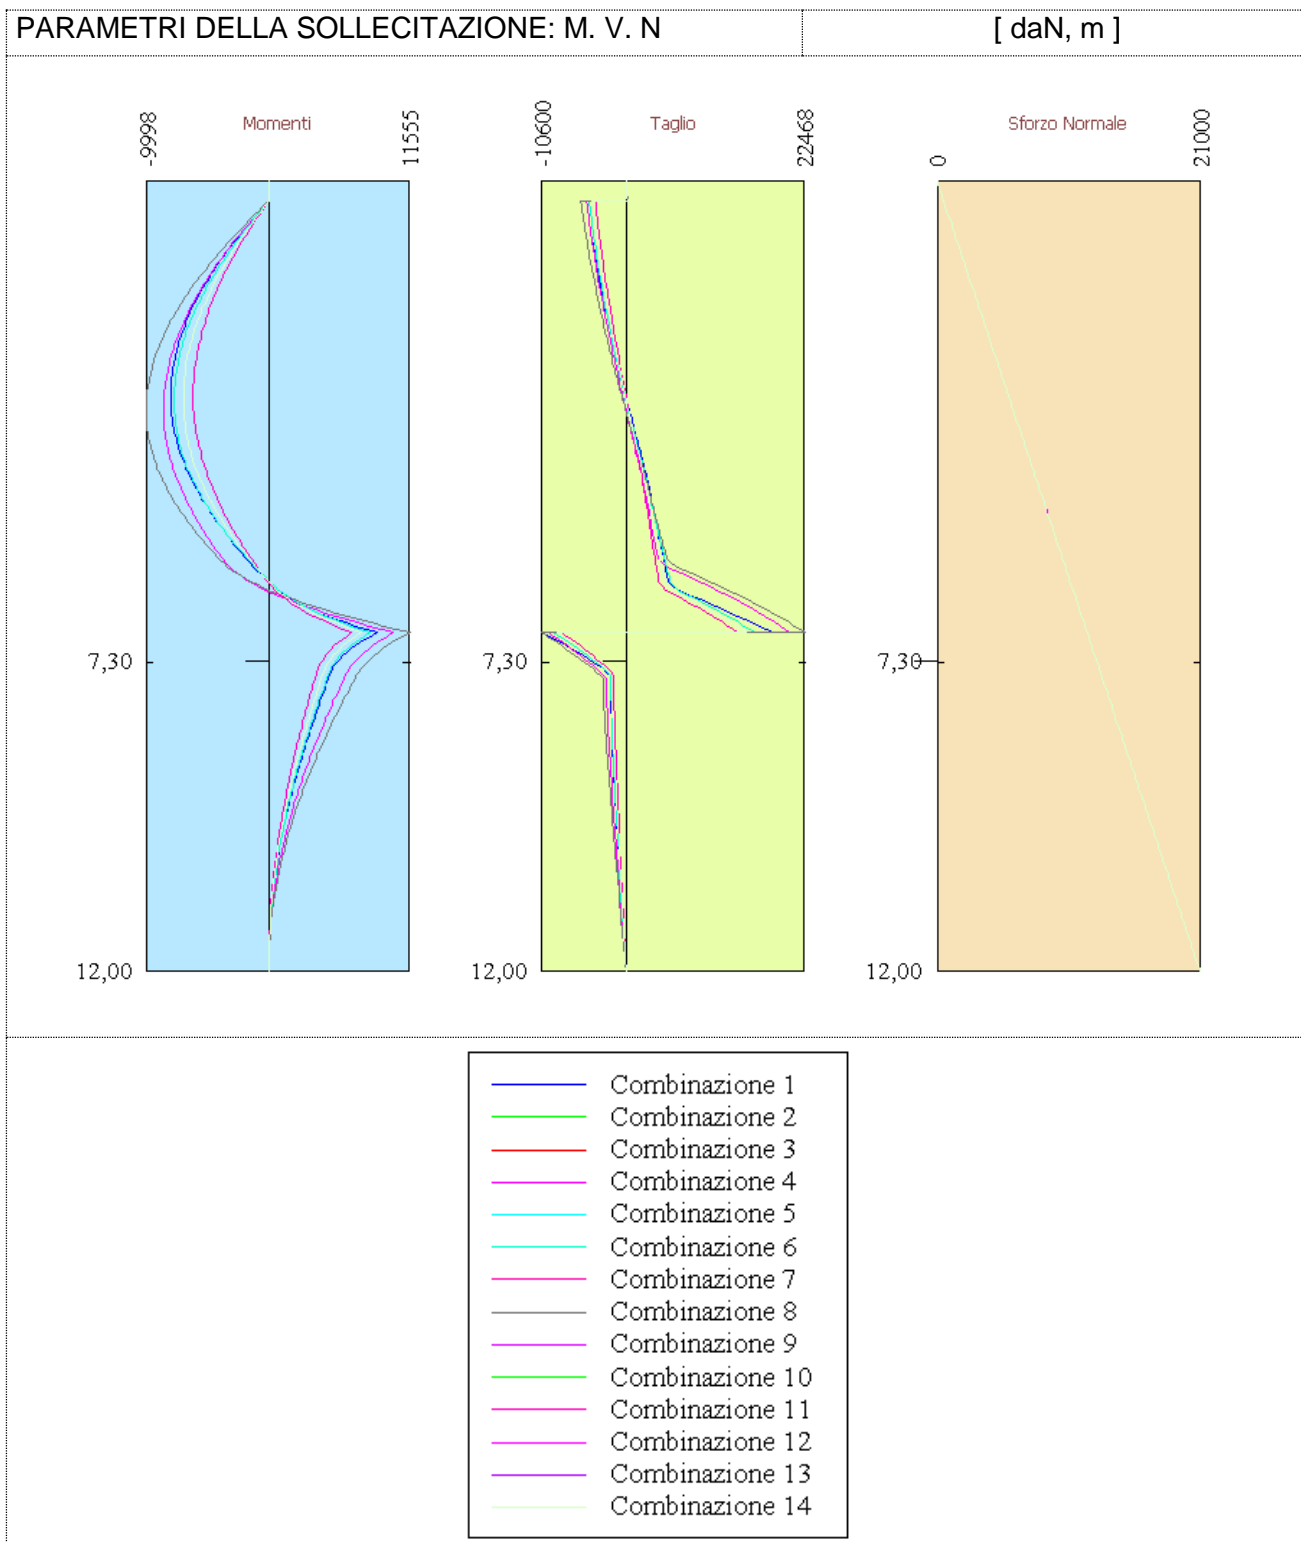 PARAMETRI DELLA SOLLECITAZIONE: M. V. N [ daN, m ]
-9998 Momenti 11555 -10600 Taglio 22468 0 Sforzo Normale 21000
7,30 7,30 7,30
12,00 12,00 12,00
Combinazione 1
Combinazione 2
Combinazione 3
Combinazione 4
Combinazione 5
Combinazione 6
Combinazione 7
Combinazione 8
Combinazione 9
Combinazione 10
Combinazione 11
Combinazione 12
Combinazione 13
Combinazione 14